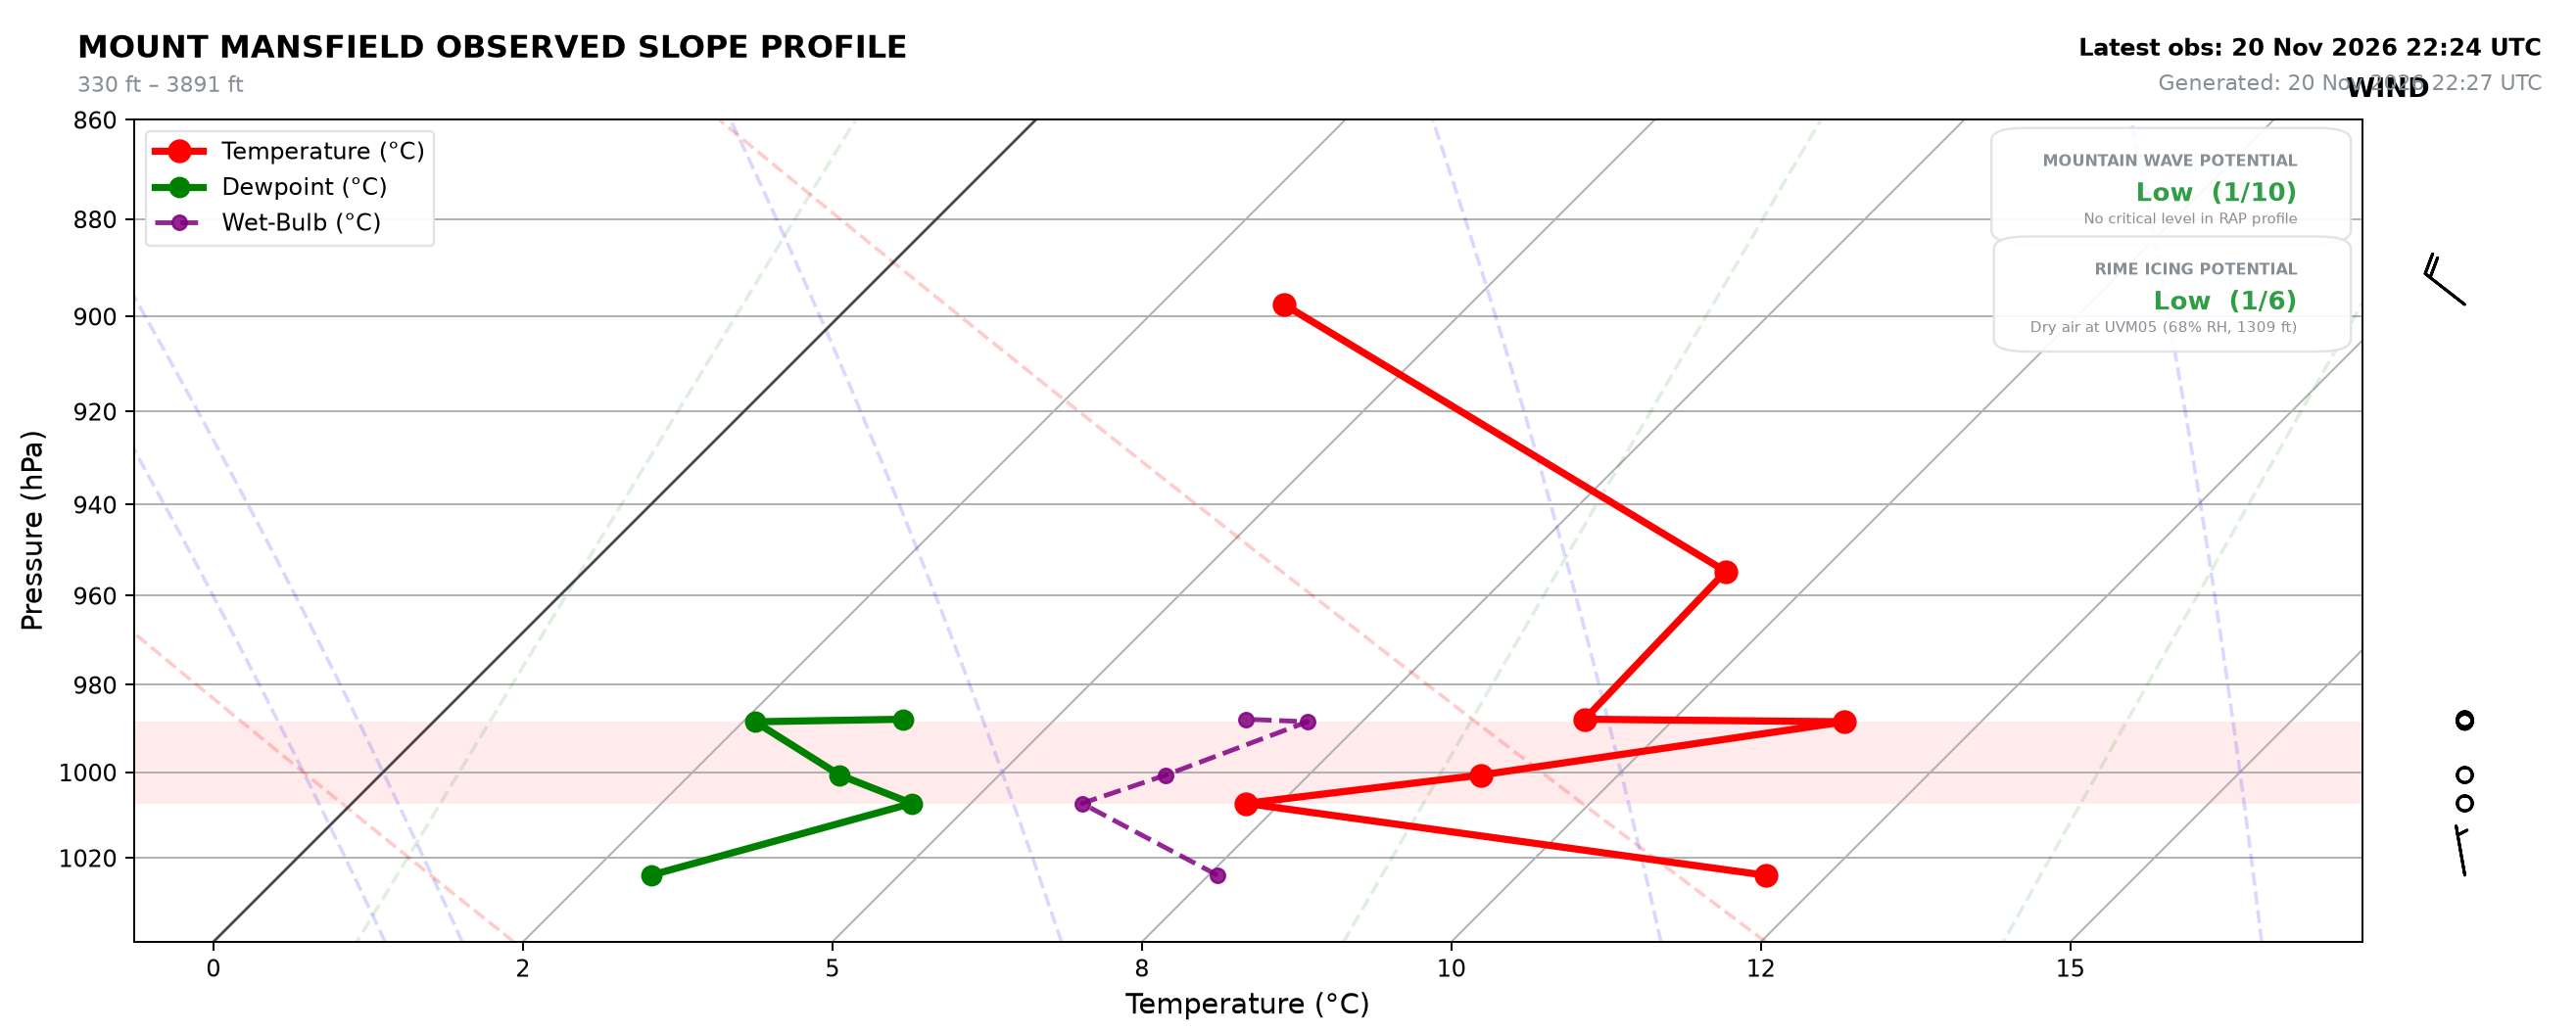 MOUNT MANSFIELD OBSERVED SLOPE PROFILE
330 ft – 3891 ft
Latest obs: 20 Nov 2026 22:24 UTC
Generated: 20 Nov 2026 22:27 UTC
WIND
Temperature (°C)
Dewpoint (°C)
Wet-Bulb (°C)
MOUNTAIN WAVE POTENTIAL
Low (1/10)
No critical level in RAP profile
RIME ICING POTENTIAL
Low (1/6)
Dry air at UVM05 (68% RH, 1309 ft)
Pressure (hPa)
860
880
900
920
940
960
980
1000
1020
0 2 5 8 10 12 15
Temperature (°C)